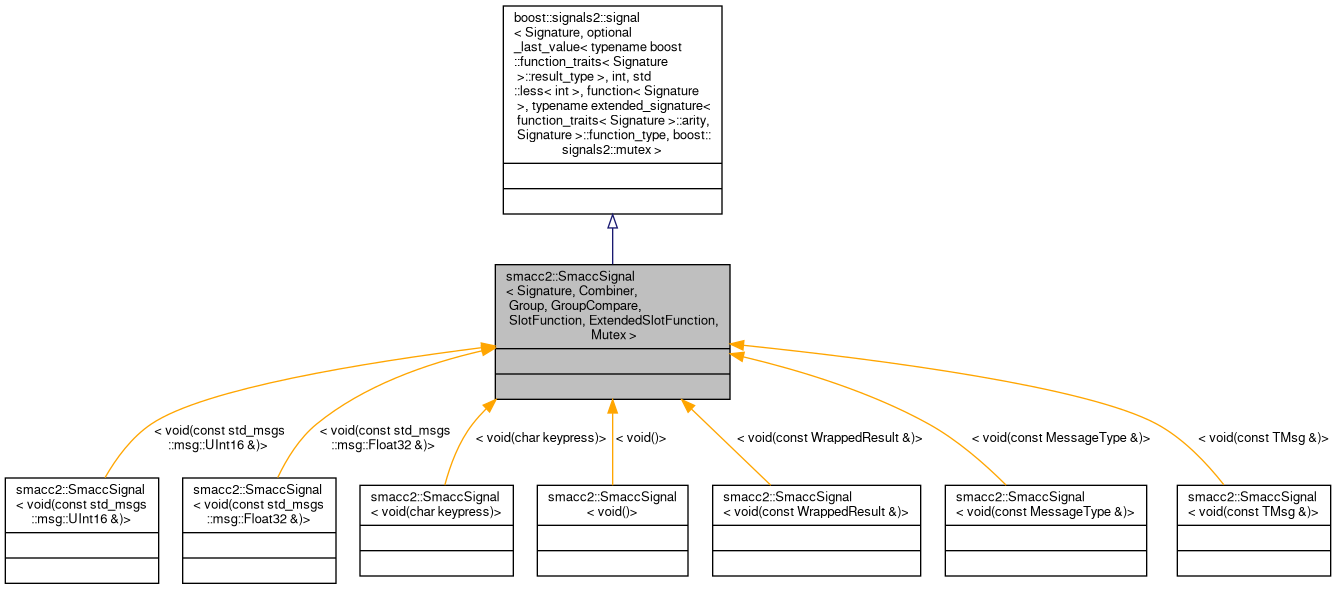 boost::signals2::signal
< Signature, optional
_last_value< typename boost
::function_traits< Signature
>::result_type >, int, std
::less< int >, function< Signature
>, typename extended_signature<
function_traits< Signature >::arity,
Signature >::function_type, boost::
signals2::mutex >
smacc2::SmaccSignal
< Signature, Combiner,
Group, GroupCompare,
SlotFunction, ExtendedSlotFunction,
Mutex >
< void(const std_msgs
::msg::UInt16 &)>
< void(const std_msgs
::msg::Float32 &)>
< void(char keypress)>
< void()>
< void(const WrappedResult &)>
< void(const MessageType &)>
< void(const TMsg &)>
smacc2::SmaccSignal
< void(const std_msgs
::msg::UInt16 &)>
smacc2::SmaccSignal
< void(const std_msgs
::msg::Float32 &)>
smacc2::SmaccSignal
< void(char keypress)>
smacc2::SmaccSignal
< void()>
smacc2::SmaccSignal
< void(const WrappedResult &)>
smacc2::SmaccSignal
< void(const MessageType &)>
smacc2::SmaccSignal
< void(const TMsg &)>